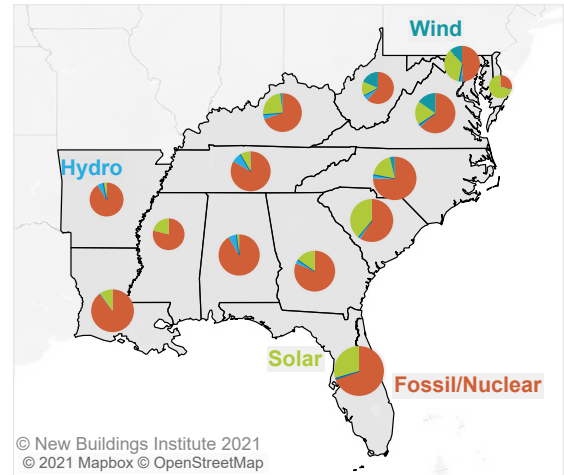 Wind
Hydro
Solar
Fossil/Nuclear
© New Buildings Institute 2021
© 2021 Mapbox © OpenStreetMap